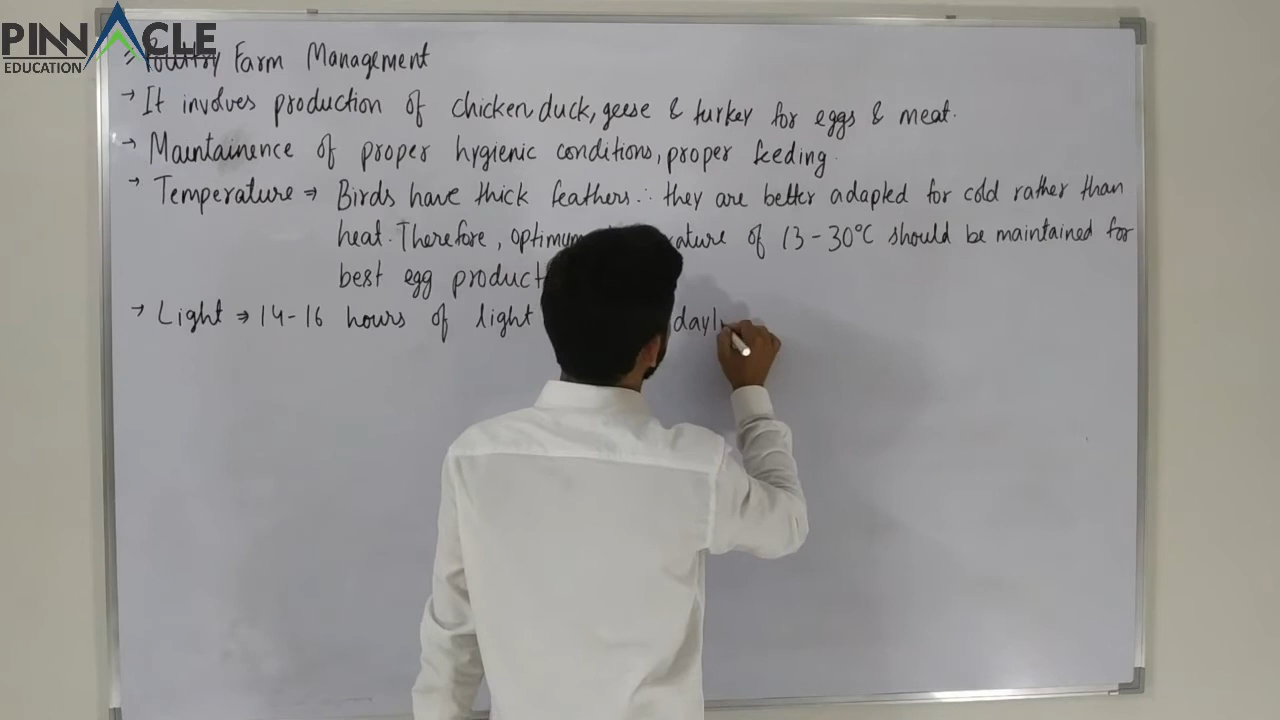 PINNACLE
EDUCATION
Poultry Farm Management
→ It involves production of chicken, duck, geese & turkey for eggs & meat.
→ Maintainence of proper hygienic conditions, proper feeding.
→ Temperature ⇒ Birds have thick feathers ∴ they are better adapted for cold rather than
heat. Therefore, optimum of 13-30°C should be maintained for
best egg
→ Light ⇒ 14-16 hours of light